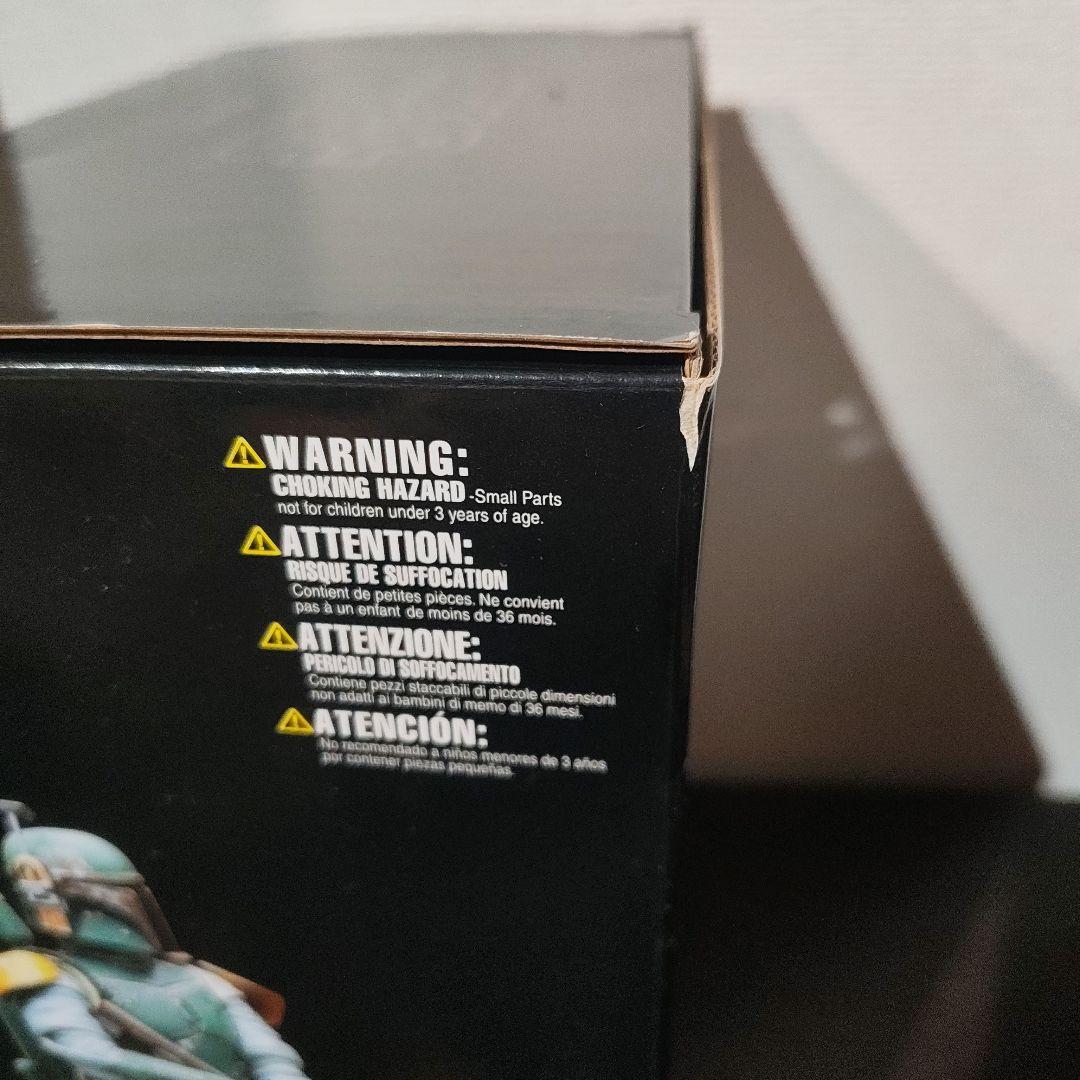 WARNING:
CHOKING HAZARD -Small Parts
not for children under 3 years of age.
ATTENTION:
RISQUE DE SUFFOCATION
Contient de petites pièces. Ne convient
pas à un enfant de moins de 36 mois.
ATTENZIONE:
PERICOLO DI SOFFOCAMENTO
Contiene pezzi staccabili di piccole dimensioni
non adatti ai bambini di memo di 36 mesi.
ATENCIÓN:
No recomendado a niños menores de 3 años
por contener piezas pequeñas.